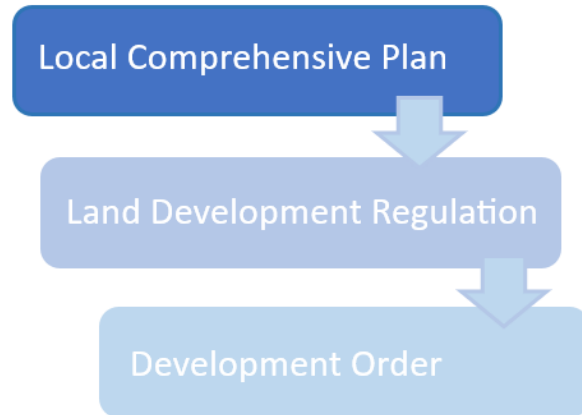 Local Comprehensive Plan
Land Development Regulation
Development Order